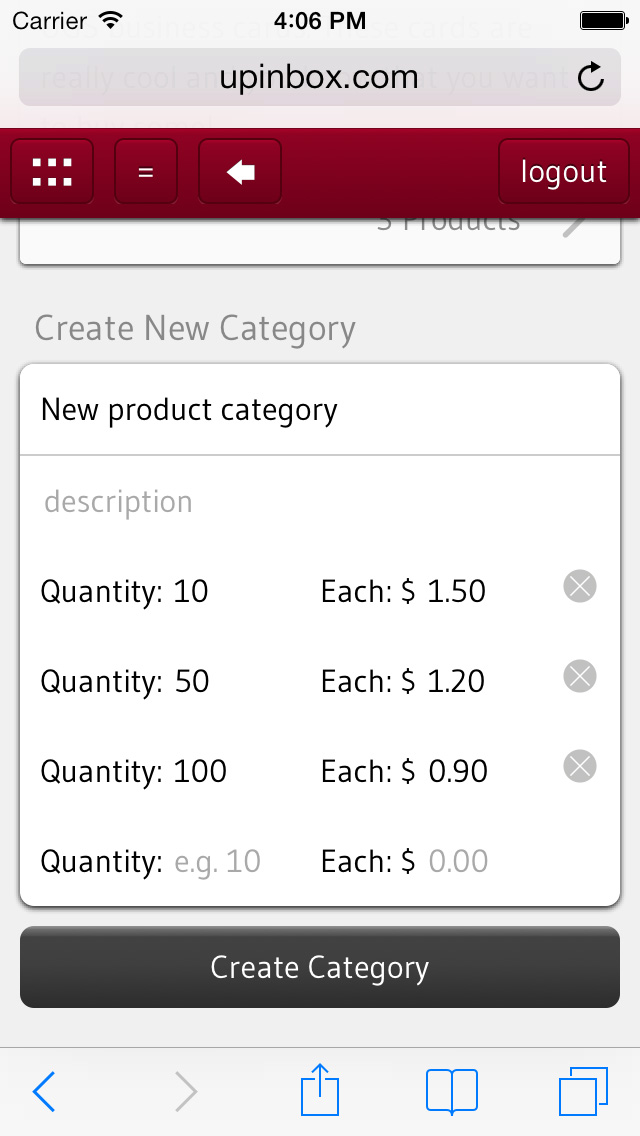 Carrier 4:06 PM
upinbox.com
= logout
3 Products
Create New Category
New product category
description
Quantity: 10 Each: $ 1.50
Quantity: 50 Each: $ 1.20
Quantity: 100 Each: $ 0.90
Quantity: e.g. 10 Each: $ 0.00
Create Category